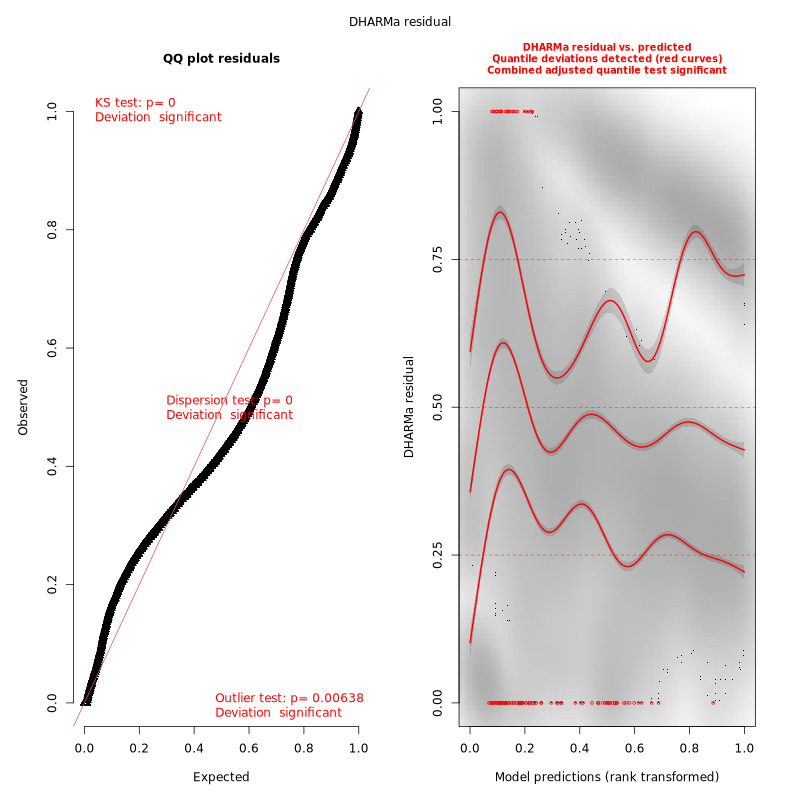 DHARMa residual
QQ plot residuals
KS test: p= 0
Deviation  significant
Dispersion test: p= 0
Deviation  significant
Outlier test: p= 0.00638
Deviation  significant
Observed
0.0
0.2
0.4
0.6
0.8
1.0
0.0
0.2
0.4
0.6
0.8
1.0
Expected
DHARMa residual vs. predicted
Quantile deviations detected (red curves)
Combined adjusted quantile test significant
DHARMa residual
0.00
0.25
0.50
0.75
1.00
0.0
0.2
0.4
0.6
0.8
1.0
Model predictions (rank transformed)